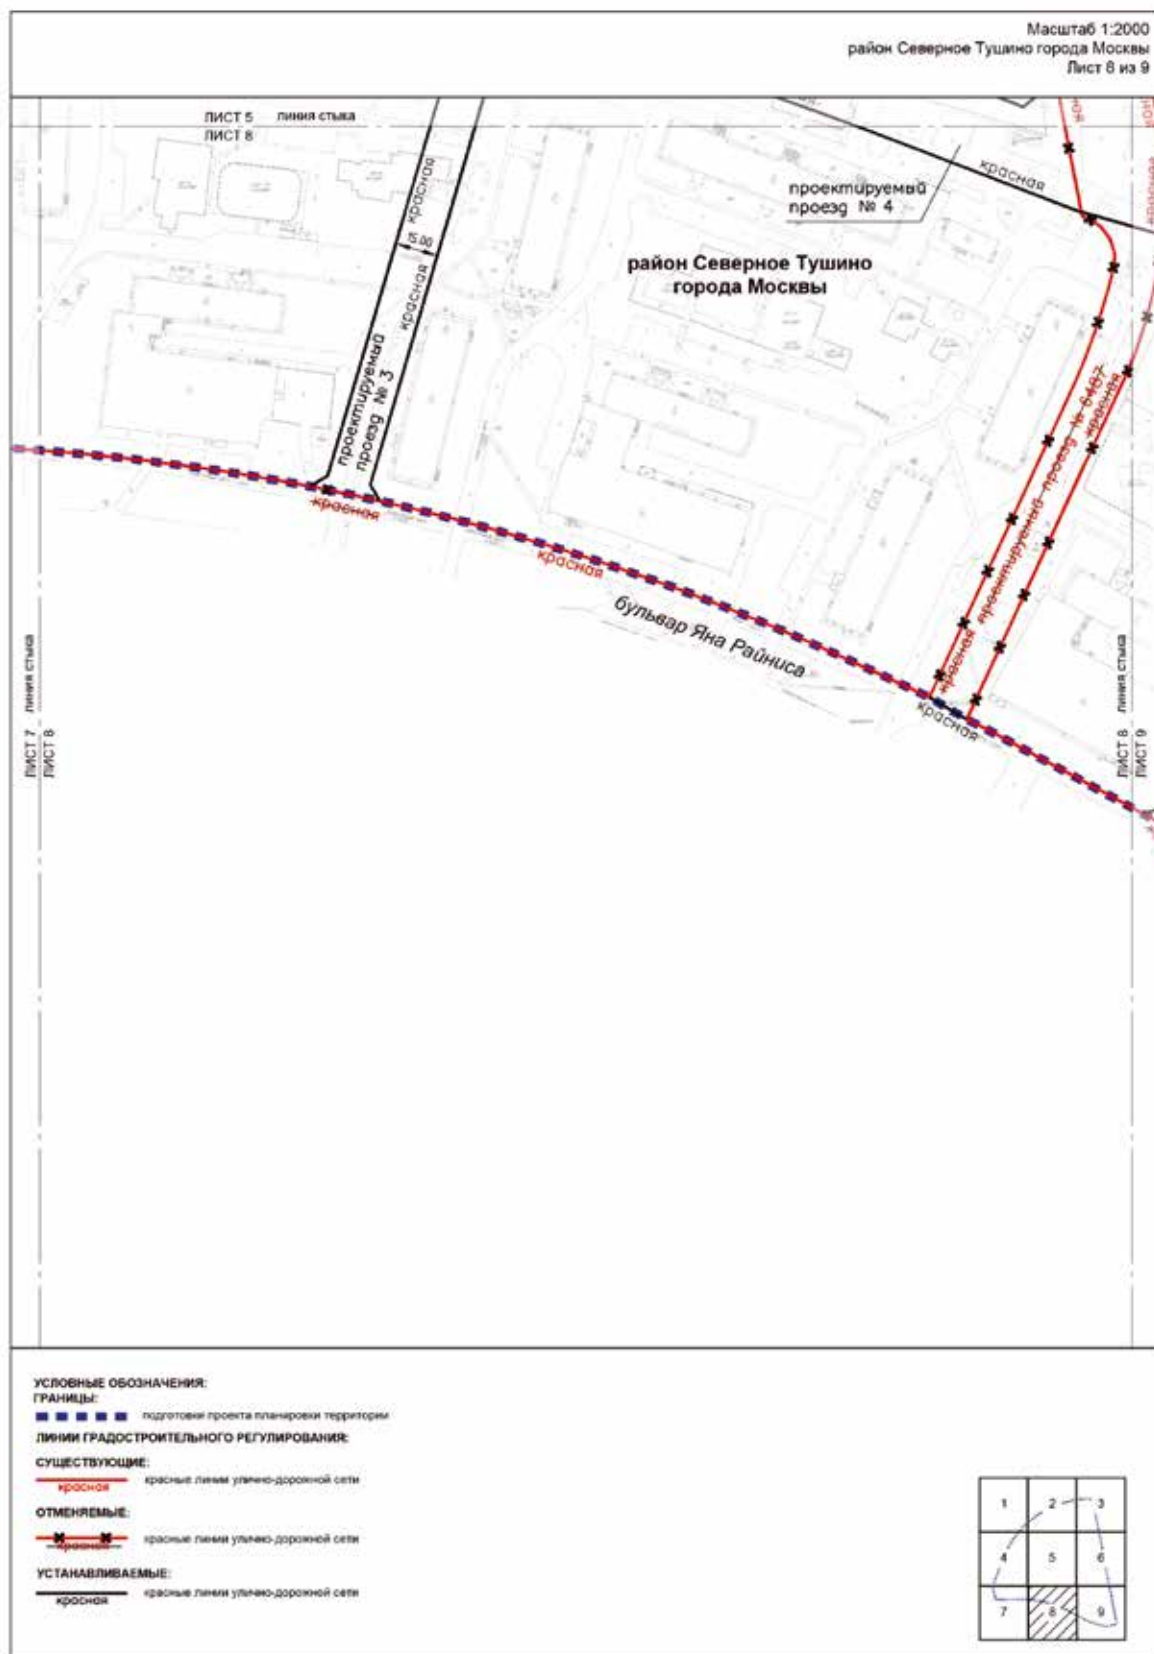 Масштаб 1:2000
район Северное Тушино города Москвы
Лист 8 из 9
ЛИСТ 5 линия стыка
ЛИСТ 8
красная
15.00
красная
проектируемый
проезд № 3
красная
проектируемый
проезд № 4
район Северное Тушино
города Москвы
красная
красная
проектируемый проезд № 6487
красная
красная
красная
бульвар Яна Райниса
красная
ЛИСТ 7 линия стыка
ЛИСТ 8
ЛИСТ 8 линия стыка
ЛИСТ 9
УСЛОВНЫЕ ОБОЗНАЧЕНИЯ:
ГРАНИЦЫ:
подготовки проекта планировки территории
ЛИНИИ ГРАДОСТРОИТЕЛЬНОГО РЕГУЛИРОВАНИЯ:
СУЩЕСТВУЮЩИЕ:
красная
красные линии улично-дорожной сети
ОТМЕНЯЕМЫЕ:
красная
красные линии улично-дорожной сети
УСТАНАВЛИВАЕМЫЕ:
красная
красные линии улично-дорожной сети
1 2 3
4 5 6
7 8 9